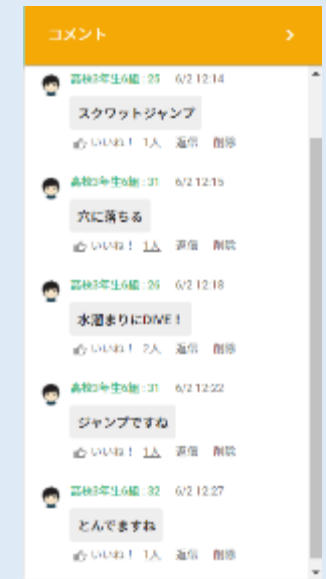 コメント
高校3年生6組 : 25 6/2 12:14
スクワットジャンプ
いいね! 1人 返信 削除
高校3年生6組 : 31 6/2 12:15
穴に落ちる
いいね! 1人 返信 削除
高校3年生6組 : 26 6/2 12:18
水溜まりにDIVE!
いいね! 2人 返信 削除
高校3年生6組 : 31 6/2 12:22
ジャンプですね
いいね! 1人 返信 削除
高校3年生6組 : 32 6/2 12:27
とんでますね
いいね! 1人 返信 削除